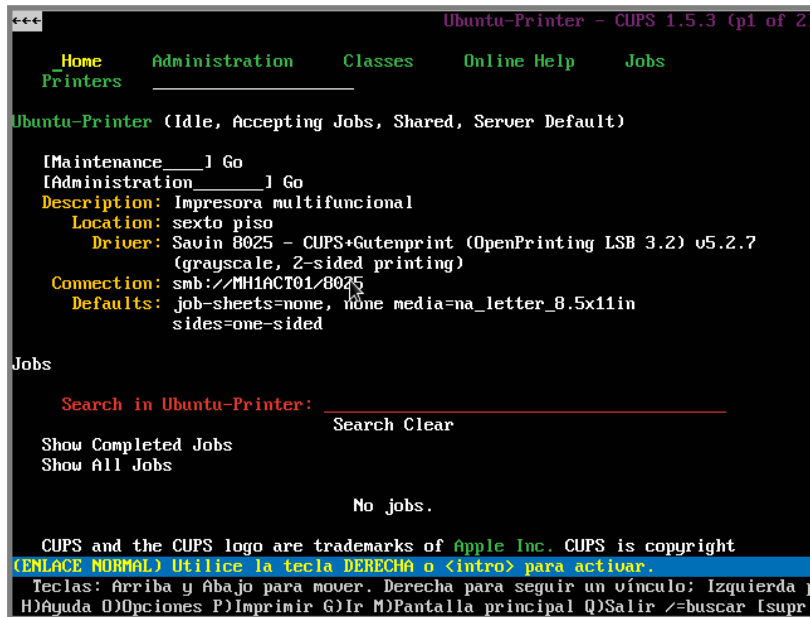 ←←← Ubuntu-Printer - CUPS 1.5.3 (p1 of 2
Home Administration Classes Online Help Jobs
Printers
Ubuntu-Printer (Idle, Accepting Jobs, Shared, Server Default)
[Maintenance____] Go
[Administration_______] Go
Description: Impresora multifuncional
Location: sexto piso
Driver: Savin 8025 - CUPS+Gutenprint (OpenPrinting LSB 3.2) v5.2.7
(grayscale, 2-sided printing)
Connection: smb://MH1ACT01/8025
Defaults: job-sheets=none, none media=na_letter_8.5x11in
sides=one-sided
Jobs
Search in Ubuntu-Printer: ________________________________________
Search Clear
Show Completed Jobs
Show All Jobs
No jobs.
CUPS and the CUPS logo are trademarks of Apple Inc. CUPS is copyright
(ENLACE NORMAL) Utilice la tecla DERECHA o <intro> para activar.
Teclas: Arriba y Abajo para mover. Derecha para seguir un vínculo; Izquierda p
H)Ayuda O)Opciones P)Imprimir G)Ir M)Pantalla principal Q)Salir /=buscar [supr